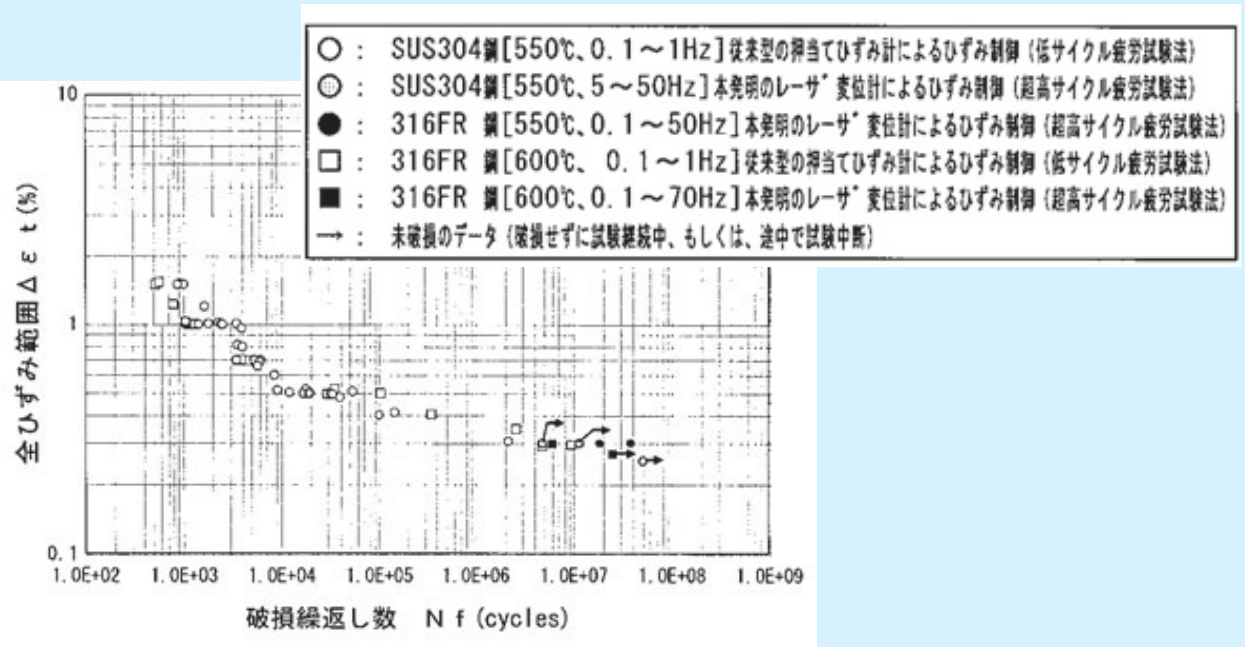 ○ : SUS304鋼[550℃、0.1～1Hz]従来型の押当てひずみ計によるひずみ制御 (低サイクル疲労試験法)
◎ : SUS304鋼[550℃、5～50Hz]本発明のレーザﾞ変位計によるひずみ制御 (超高サイクル疲労試験法)
● : 316FR 鋼[550℃、0.1～50Hz]本発明のレーザﾞ変位計によるひずみ制御 (超高サイクル疲労試験法)
□ : 316FR 鋼[600℃、 0.1～1Hz]従来型の押当てひずみ計によるひずみ制御 (低サイクル疲労試験法)
■ : 316FR 鋼[600℃、0.1～70Hz]本発明のレーザﾞ変位計によるひずみ制御 (超高サイクル疲労試験法)
→ : 未破損のデータ (破損せずに試験継続中、もしくは、途中で試験中断)
10
1
0.1
全ひずみ範囲Δεt(%)
1.0E+02 1.0E+03 1.0E+04 1.0E+05 1.0E+06 1.0E+07 1.0E+08 1.0E+09
破損繰返し数 Nf(cycles)